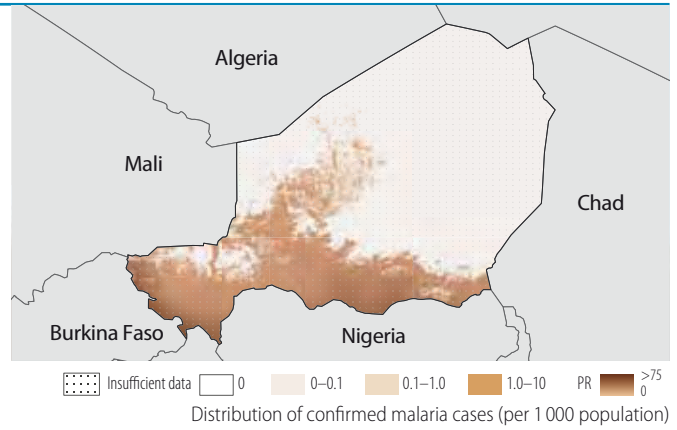 Algeria
Mali
Chad
Burkina Faso
Nigeria
Insufficient data 0 0–0.1 0.1–1.0 1.0–10 PR >75
0
Distribution of confirmed malaria cases (per 1 000 population)